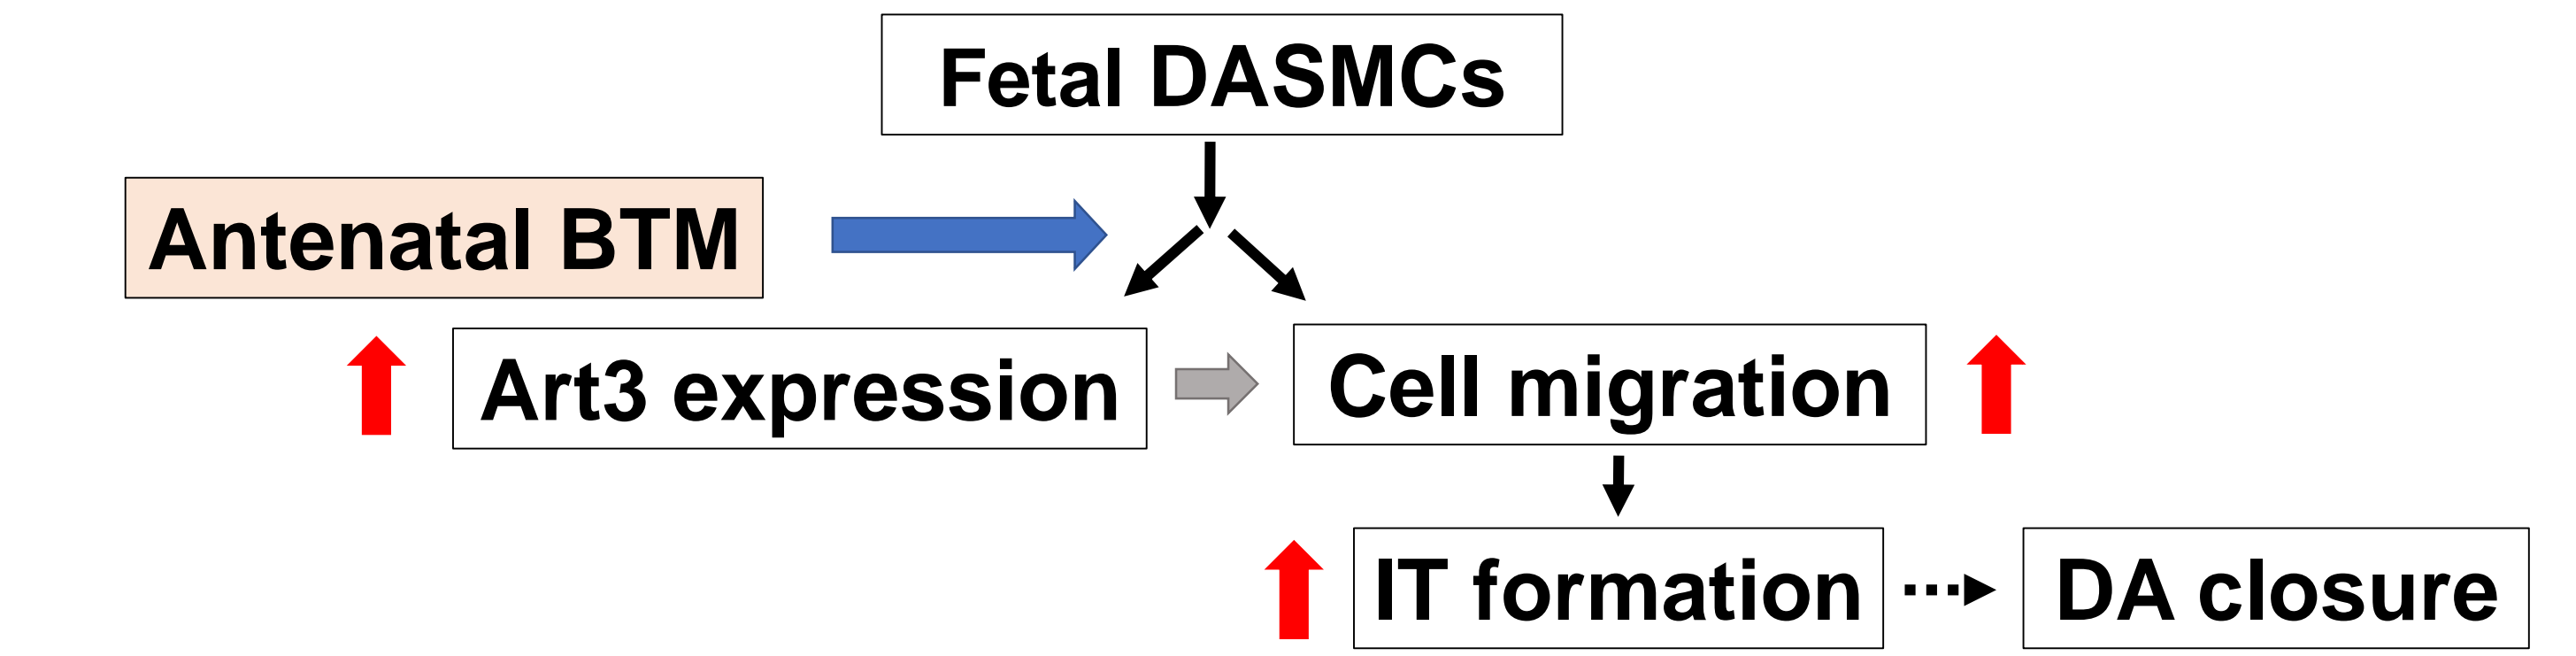 Fetal DASMCs
Antenatal BTM
Art3 expression
Cell migration
IT formation
DA closure